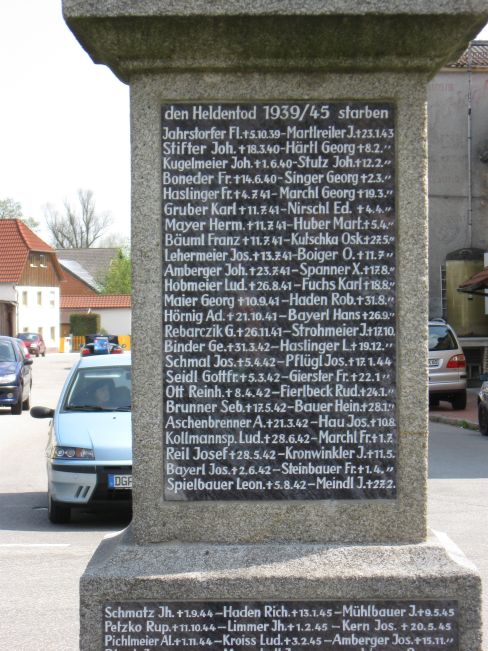 den Heldentod 1939/45 starben
Jahrstorfer Fl.+5.10.39-Martlreiler J.+23.1.43
Stifter Joh.+18.3.40-Härtl Georg+8.2.〃
Kugelmeier Joh.+1.6.40-Stutz Joh.+12.2.〃
Boneder Fr.+14.6.40-Singer Georg+2.3.〃
Haslinger Fr.+4.7.41-Marchl Georg+19.3.〃
Gruber Karl+11.7.41-Nirschl Ed.+4.4.〃
Mayer Herm.+11.7.41-Huber Marf.+5.4.〃
Bäuml Franz+11.7.41-Kutschka Osk.+27.5.〃
Lehermeier Jos.+13.7.41-Boiger O.+11.7.〃
Amberger Joh.+23.7.41-Spanner X.+17.8.〃
Hobmeier Lud.+26.8.41-Fuchs Karl+18.8.〃
Maier Georg+10.9.41-Haden Rob.+31.8.〃
Hörnig Ad.+21.10.41-Bayerl Hans+26.9.〃
Rebarczik G.+26.11.41-Strohmeier J.+17.10.
Binder Ge.+31.3.42-Haslinger L.+19.12.〃
Schmal Jos.+5.4.42-Pflügl Jos.+17.1.44
Seidl Gottfr.+5.3.42-Giersler Fr.+22.1.〃
Ott Reinh.+8.4.42-Fierlbeck Rud.+24.1.〃
Brunner Seb.+17.5.42-Bauer Hein.+28.1.〃
Aschenbrenner A.+21.3.42-Hau Jos.+10.8.
Kollmannsp. Lud.+28.6.42-Marchl Fr.+1.7.
Reil Josef+28.5.42-Kronwinkler J.+11.5.
Bayerl Jos.+2.6.42-Steinbauer Fr.+1.4.〃
Spielbauer Leon.+5.8.42-Meindl J.+27.2.
Schmatz Jh.+1.9.44-Haden Rich.+13.1.45-Mühlbauer J.+9.5.45
Petzko Rup.+11.10.44-Limmer Jh.+1.2.45-Kern Jos.+20.5.45
Pichlmeier Al.+1.11.44-Kroiss Lud.+3.2.45-Amberger Jos.+15.11.〃
DGF